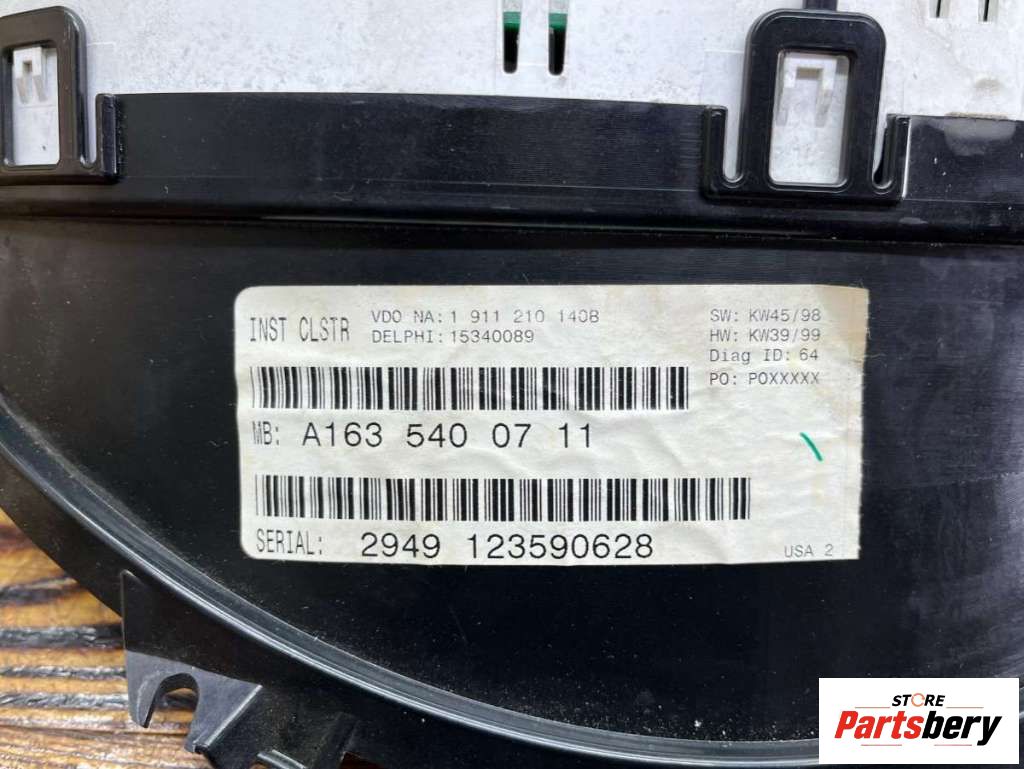 INST CLSTR
VDO NA: 1 911 210 140B
DELPHI: 15340089
SW: KW45/98
HW: KW39/99
Diag ID: 64
PO: POXXXXX
MB: A163 540 07 11
SERIAL: 2949 123590628
USA 2
STORE
Partsbery